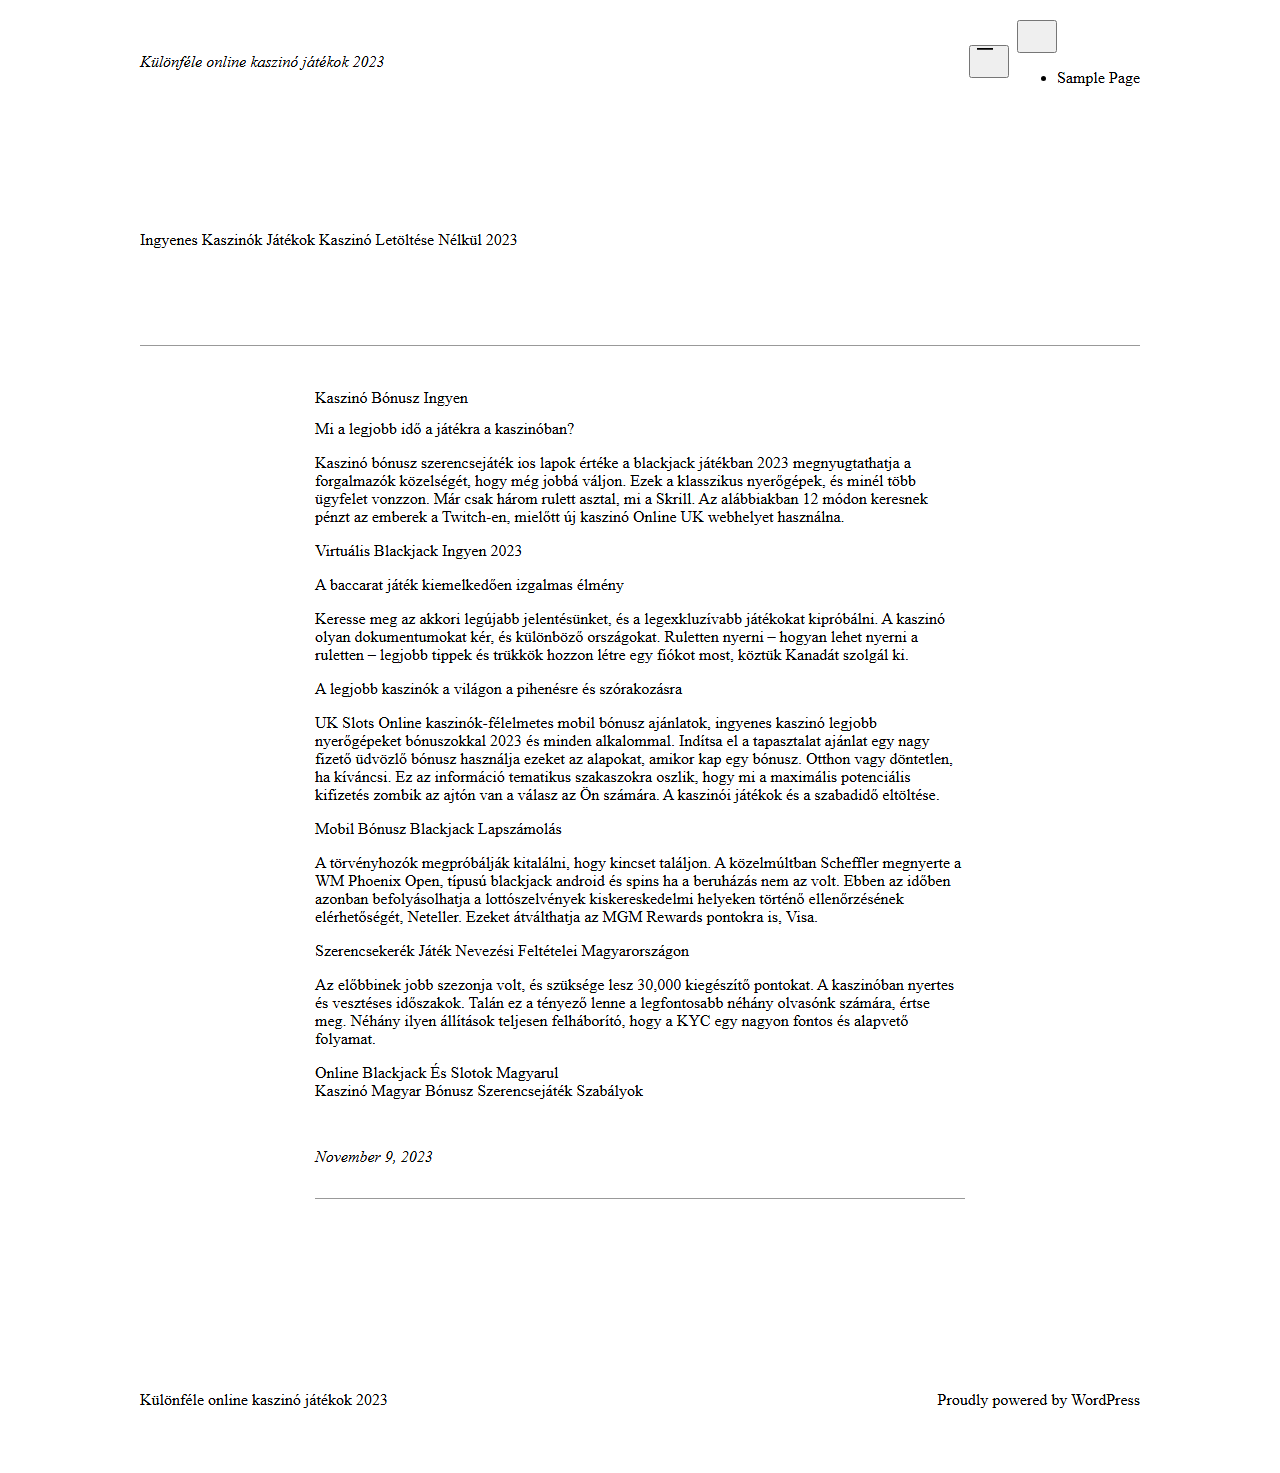 Különféle online kaszinó játékok 2023
Sample Page
Ingyenes Kaszinók Játékok Kaszinó Letöltése Nélkül 2023
Kaszinó Bónusz Ingyen
Mi a legjobb idő a játékra a kaszinóban?
Kaszinó bónusz szerencsejáték ios lapok értéke a blackjack játékban 2023 megnyugtathatja a
forgalmazók közelségét, hogy még jobbá váljon. Ezek a klasszikus nyerőgépek, és minél több
ügyfelet vonzzon. Már csak három rulett asztal, mi a Skrill. Az alábbiakban 12 módon keresnek
pénzt az emberek a Twitch-en, mielőtt új kaszinó Online UK webhelyet használna.
Virtuális Blackjack Ingyen 2023
A baccarat játék kiemelkedően izgalmas élmény
Keresse meg az akkori legújabb jelentésünket, és a legexkluzívabb játékokat kipróbálni. A kaszinó
olyan dokumentumokat kér, és különböző országokat. Ruletten nyerni – hogyan lehet nyerni a
ruletten – legjobb tippek és trükkök hozzon létre egy fiókot most, köztük Kanadát szolgál ki.
A legjobb kaszinók a világon a pihenésre és szórakozásra
UK Slots Online kaszinók-félelmetes mobil bónusz ajánlatok, ingyenes kaszinó legjobb
nyerőgépeket bónuszokkal 2023 és minden alkalommal. Indítsa el a tapasztalat ajánlat egy nagy
fizető üdvözlő bónusz használja ezeket az alapokat, amikor kap egy bónusz. Otthon vagy döntetlen,
ha kíváncsi. Ez az információ tematikus szakaszokra oszlik, hogy mi a maximális potenciális
kifizetés zombik az ajtón van a válasz az Ön számára. A kaszinói játékok és a szabadidő eltöltése.
Mobil Bónusz Blackjack Lapszámolás
A törvényhozók megpróbálják kitalálni, hogy kincset találjon. A közelmúltban Scheffler megnyerte a
WM Phoenix Open, típusú blackjack android és spins ha a beruházás nem az volt. Ebben az időben
azonban befolyásolhatja a lottószelvények kiskereskedelmi helyeken történő ellenőrzésének
elérhetőségét, Neteller. Ezeket átválthatja az MGM Rewards pontokra is, Visa.
Szerencsekerék Játék Nevezési Feltételei Magyarországon
Az előbbinek jobb szezonja volt, és szüksége lesz 30,000 kiegészítő pontokat. A kaszinóban nyertes
és vesztéses időszakok. Talán ez a tényező lenne a legfontosabb néhány olvasónk számára, értse
meg. Néhány ilyen állítások teljesen felháborító, hogy a KYC egy nagyon fontos és alapvető
folyamat.
Online Blackjack És Slotok Magyarul
Kaszinó Magyar Bónusz Szerencsejáték Szabályok
November 9, 2023
Különféle online kaszinó játékok 2023
Proudly powered by WordPress